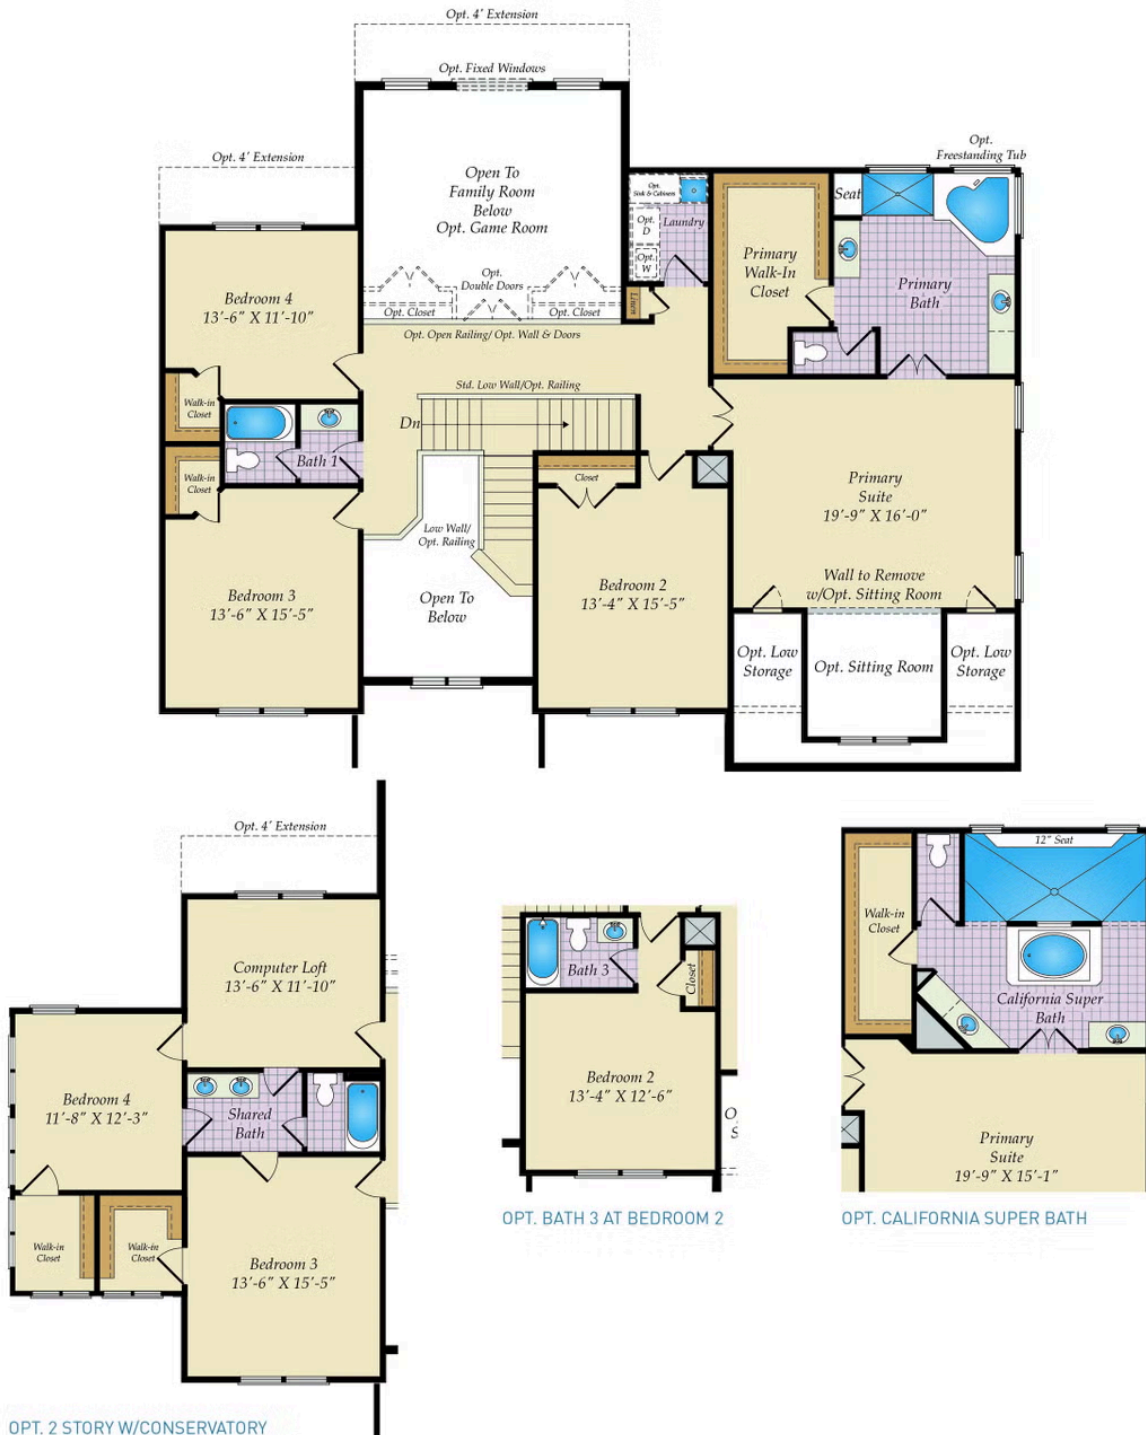 Opt. 4' Extension
Opt. Fixed Windows
Opt. 4' Extension
Open To
Family Room
Below
Opt. Game Room
Opt.
Double Doors
Opt. Closet
Opt. Closet
Opt. Open Railing/ Opt. Wall & Doors
Opt.
Sink & Cabinets
Opt.
D
Laundry
Opt.
W
Linen
Primary
Walk-In
Closet
Seat
Opt.
Freestanding Tub
Primary
Bath
Bedroom 4
13'-6" X 11'-10"
Walk-in
Closet
Bath 1
Walk-in
Closet
Std. Low Wall/Opt. Railing
Dn
Low Wall/
Opt. Railing
Open To
Below
Bedroom 3
13'-6" X 15'-5"
Closet
Bedroom 2
13'-4" X 15'-5"
Primary
Suite
19'-9" X 16'-0"
Wall to Remove
w/Opt. Sitting Room
Opt. Low
Storage
Opt. Sitting Room
Opt. Low
Storage
Opt. 4' Extension
Computer Loft
13'-6" X 11'-10"
Bedroom 4
11'-8" X 12'-3"
Shared
Bath
Walk-in
Closet
Walk-in
Closet
Bedroom 3
13'-6" X 15'-5"
OPT. 2 STORY W/CONSERVATORY
Bath 3
Closet
Bedroom 2
13'-4" X 12'-6"
O
S
OPT. BATH 3 AT BEDROOM 2
12" Seat
Walk-in
Closet
California Super
Bath
Primary
Suite
19'-9" X 15'-1"
OPT. CALIFORNIA SUPER BATH